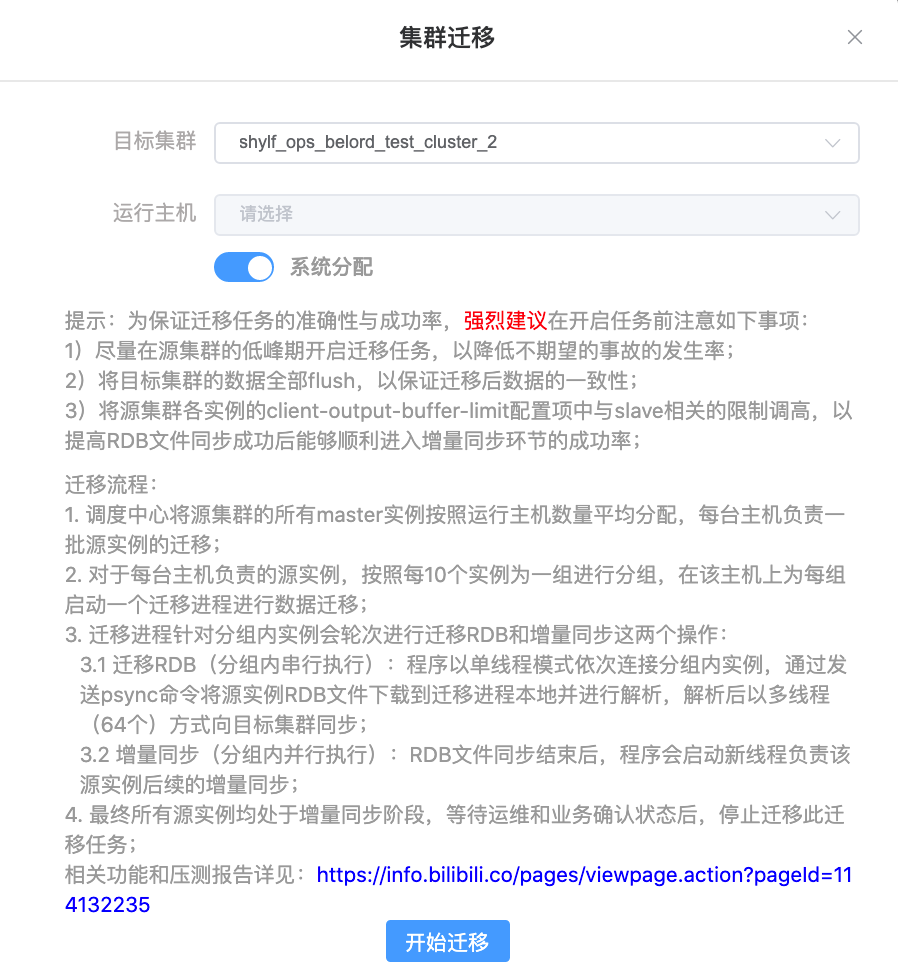 集群迁移
目标集群
shylf_ops_belord_test_cluster_2
运行主机
请选择
系统分配
提示：为保证迁移任务的准确性与成功率，强烈建议在开启任务前注意如下事项：
1）尽量在源集群的低峰期开启迁移任务，以降低不期望的事故的发生率；
2）将目标集群的数据全部flush，以保证迁移后数据的一致性；
3）将源集群各实例的client-output-buffer-limit配置项中与slave相关的限制调高，以
提高RDB文件同步成功后能够顺利进入增量同步环节的成功率；
迁移流程：
1. 调度中心将源集群的所有master实例按照运行主机数量平均分配，每台主机负责一
批源实例的迁移；
2. 对于每台主机负责的源实例，按照每10个实例为一组进行分组，在该主机上为每组
启动一个迁移进程进行数据迁移；
3. 迁移进程针对分组内实例会轮次进行迁移RDB和增量同步这两个操作：
3.1 迁移RDB（分组内串行执行）：程序以单线程模式依次连接分组内实例，通过发
送psync命令将源实例RDB文件下载到迁移进程本地并进行解析，解析后以多线程
（64个）方式向目标集群同步；
3.2 增量同步（分组内并行执行）：RDB文件同步结束后，程序会启动新线程负责该
源实例后续的增量同步；
4. 最终所有源实例均处于增量同步阶段，等待运维和业务确认状态后，停止迁移此迁
移任务；
相关功能和压测报告详见：https://info.bilibili.co/pages/viewpage.action?pageId=11
4132235
开始迁移